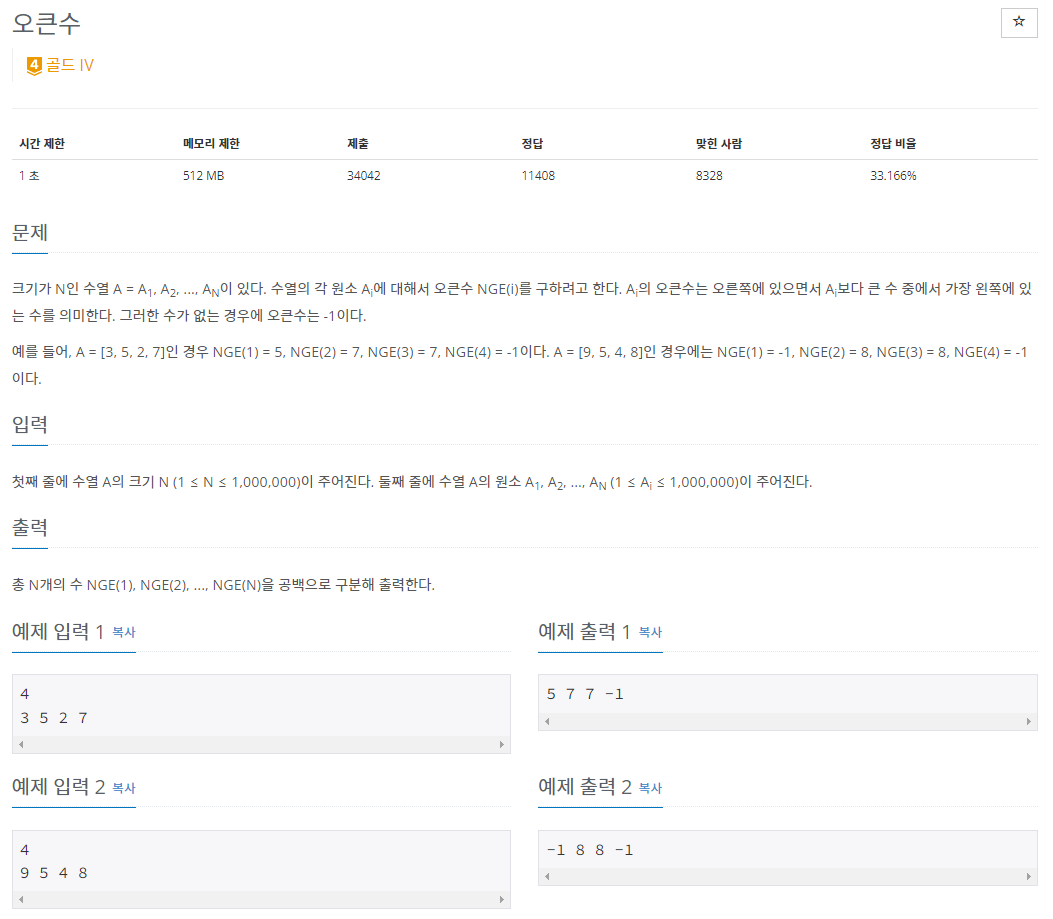 오큰수
☆
4 골드 IV
시간 제한 메모리 제한 제출 정답 맞힌 사람 정답 비율
1 초 512 MB 34042 11408 8328 33.166%
문제
크기가 N인 수열 A = A1, A2, ..., AN이 있다. 수열의 각 원소 Ai에 대해서 오큰수 NGE(i)를 구하려고 한다. Ai의 오큰수는 오른쪽에 있으면서 Ai보다 큰 수 중에서 가장 왼쪽에 있
는 수를 의미한다. 그러한 수가 없는 경우에 오큰수는 -1이다.
예를 들어, A = [3, 5, 2, 7]인 경우 NGE(1) = 5, NGE(2) = 7, NGE(3) = 7, NGE(4) = -1이다. A = [9, 5, 4, 8]인 경우에는 NGE(1) = -1, NGE(2) = 8, NGE(3) = 8, NGE(4) = -1
이다.
입력
첫째 줄에 수열 A의 크기 N (1 ≤ N ≤ 1,000,000)이 주어진다. 둘째 줄에 수열 A의 원소 A1, A2, ..., AN (1 ≤ Ai ≤ 1,000,000)이 주어진다.
출력
총 N개의 수 NGE(1), NGE(2), ..., NGE(N)을 공백으로 구분해 출력한다.
예제 입력 1 복사
4
3 5 2 7
예제 출력 1 복사
5 7 7 -1
예제 입력 2 복사
4
9 5 4 8
예제 출력 2 복사
-1 8 8 -1